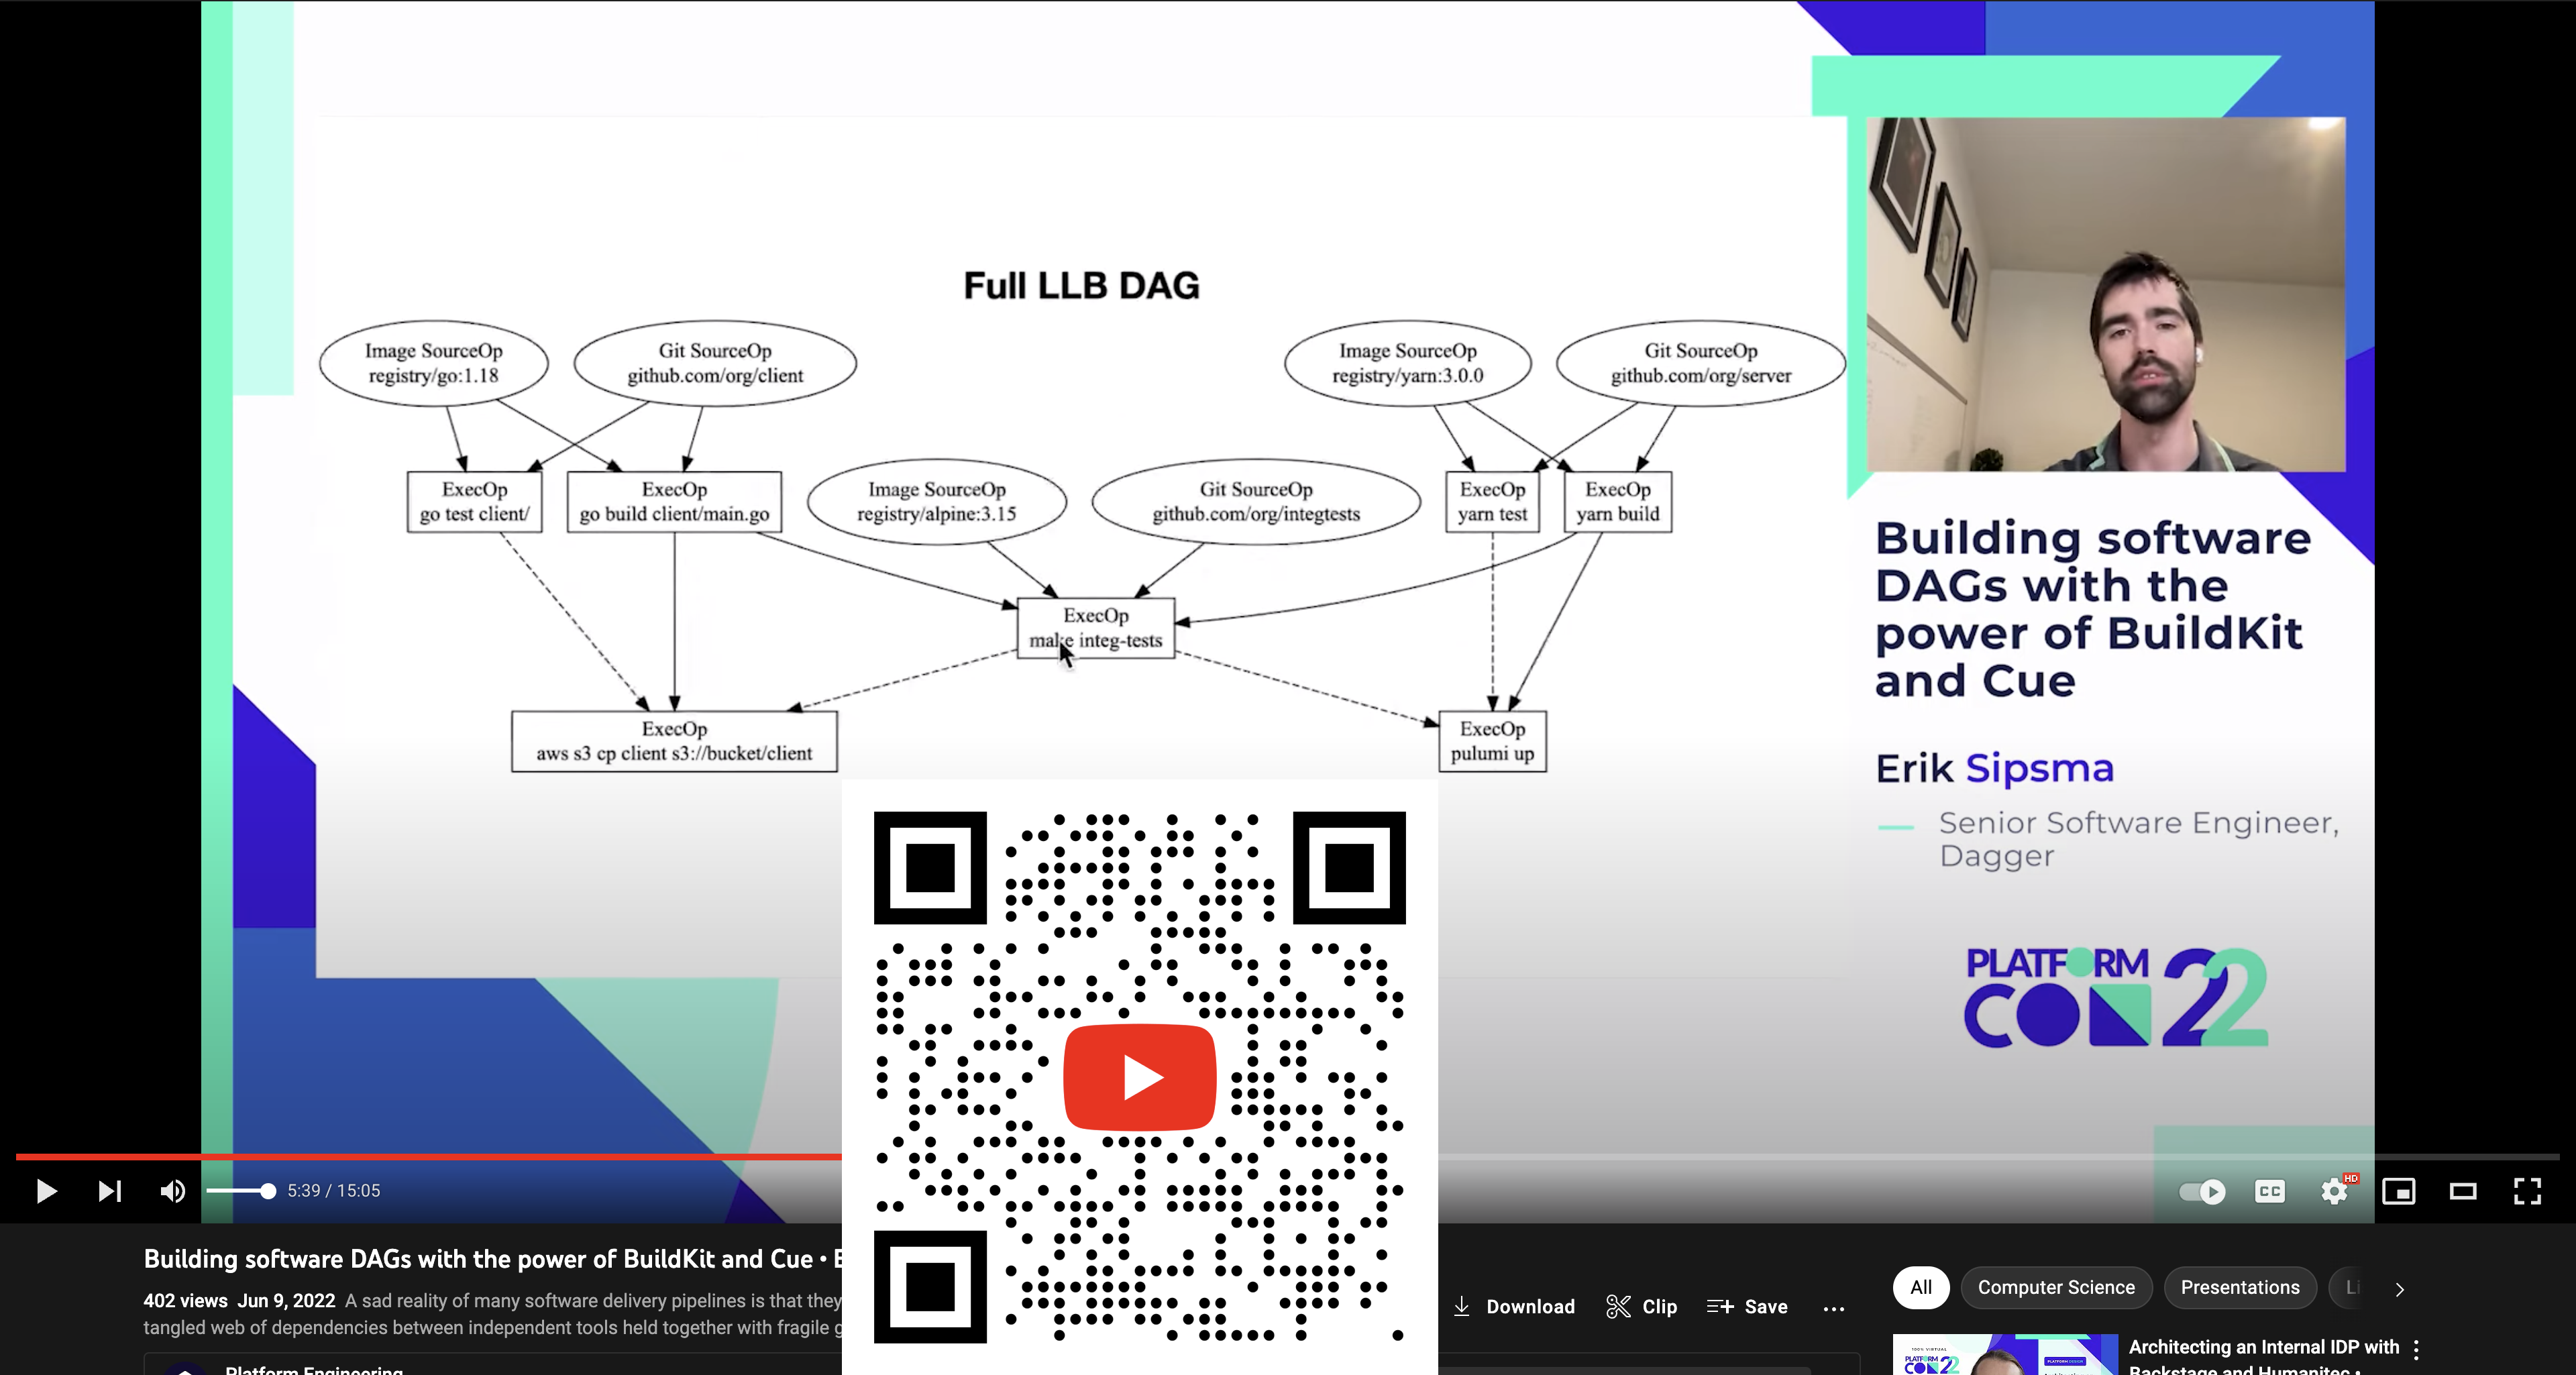 Full LLB DAG
Image SourceOp
registry/go:1.18
Git SourceOp
github.com/org/client
Image SourceOp
registry/yarn:3.0.0
Git SourceOp
github.com/org/server
ExecOp
go test client/
ExecOp
go build client/main.go
Image SourceOp
registry/alpine:3.15
Git SourceOp
github.com/org/integtests
ExecOp
yarn test
ExecOp
yarn build
ExecOp
make integ-tests
ExecOp
aws s3 cp client s3://bucket/client
ExecOp
pulumi up
Building software
DAGs with the
power of BuildKit
and Cue
Erik Sipsma
Senior Software Engineer,
Dagger
PLATFORM
CON 22
5:39 / 15:05
CC
HD
Building software DAGs with the power of BuildKit and Cue •
402 views Jun 9, 2022 A sad reality of many software delivery pipelines is that they
tangled web of dependencies between independent tools held together with fragile
Platform Engineering
Download
Clip
Save
All
Computer Science
Presentations
Architecting an Internal IDP with
Backstage and Humanitec •
PLATFORM
CON 22